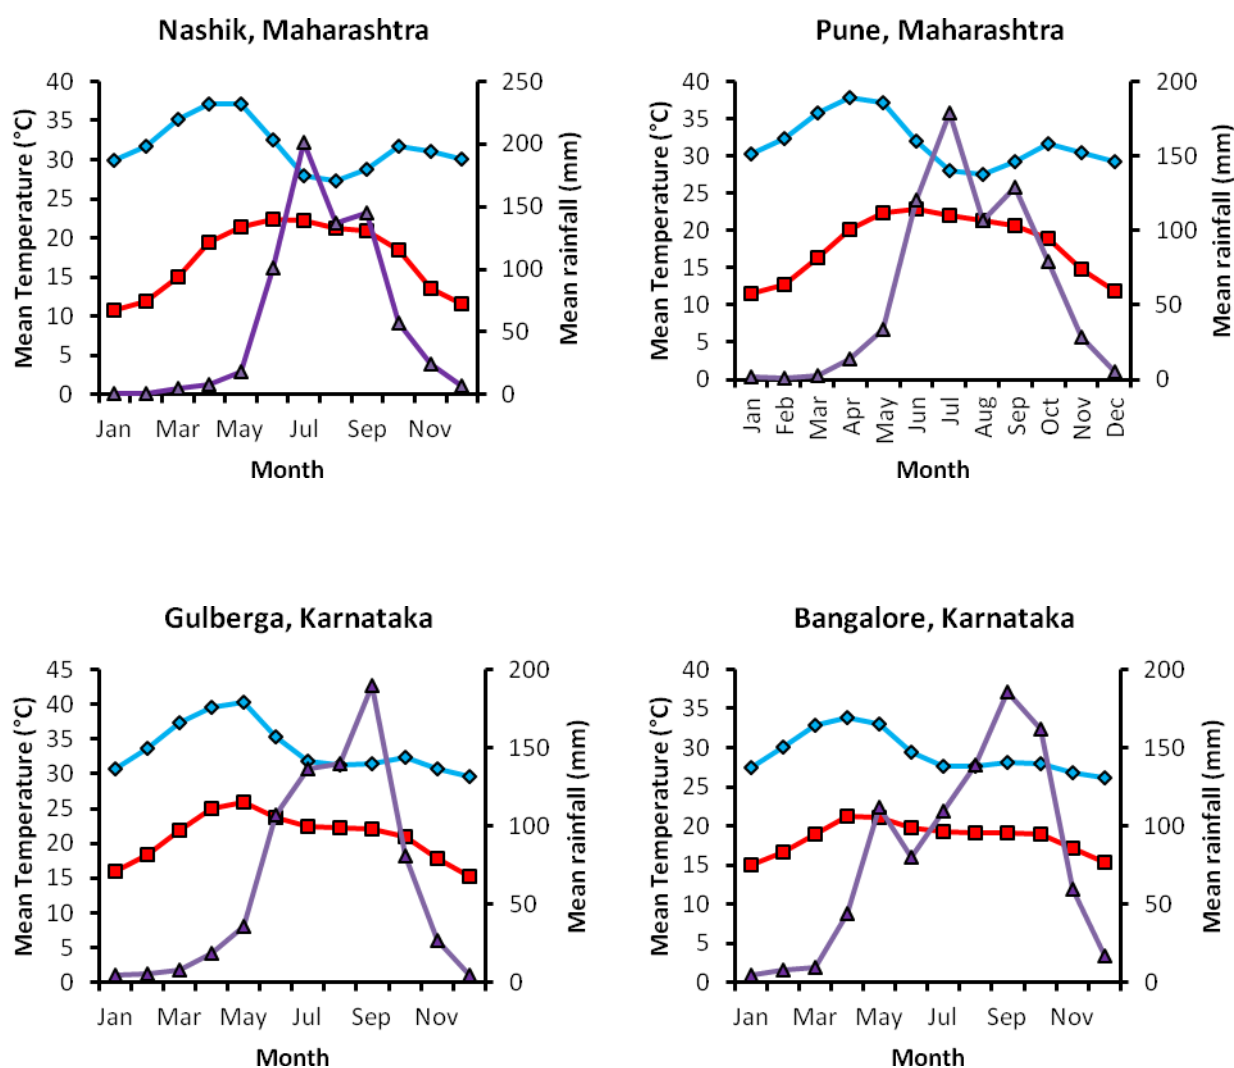 Nashik, Maharashtra
Mean Temperature (°C)
40
35
30
25
20
15
10
5
0
250
200
150
100
50
0
Mean rainfall (mm)
Jan Mar May Jul Sep Nov
Month
Pune, Maharashtra
Mean Temperature (°C)
40
35
30
25
20
15
10
5
0
200
150
100
50
0
Mean rainfall (mm)
Jan Feb Mar Apr May Jun Jul Aug Sep Oct Nov Dec
Month
Gulberga, Karnataka
Mean Temperature (°C)
45
40
35
30
25
20
15
10
5
0
200
150
100
50
0
Mean rainfall (mm)
Jan Mar May Jul Sep Nov
Month
Bangalore, Karnataka
Mean Temperature (°C)
40
35
30
25
20
15
10
5
0
200
150
100
50
0
Mean rainfall (mm)
Jan Mar May Jul Sep Nov
Month